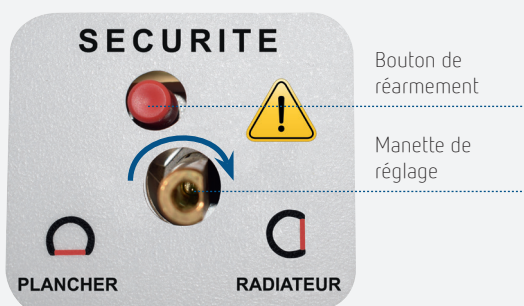 SECURITE
Bouton de
réarmement
Manette de
réglage
PLANCHER
RADIATEUR